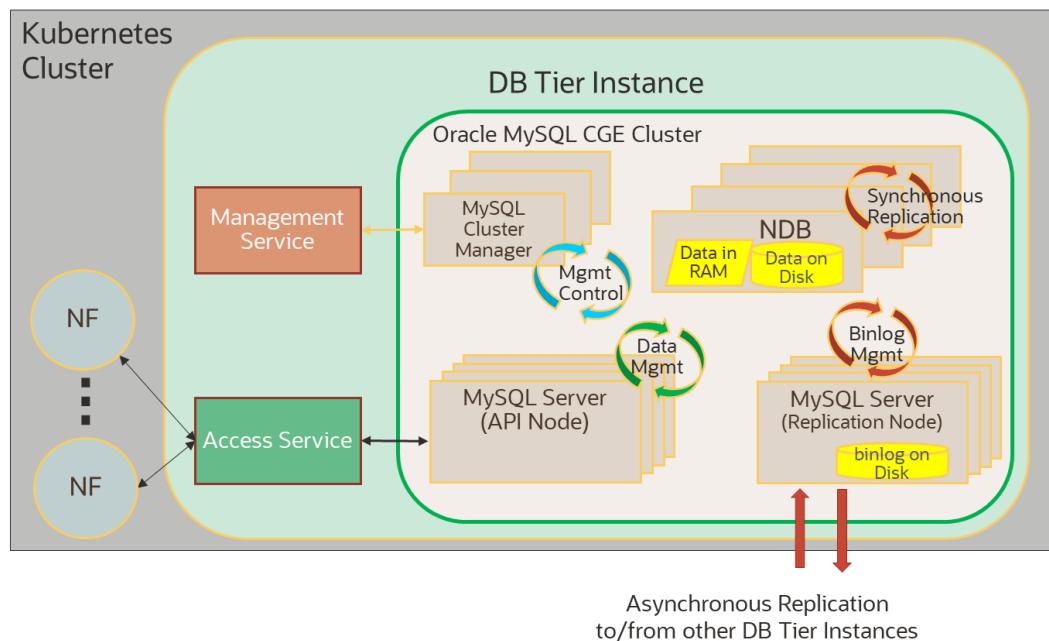 Kubernetes
Cluster
DB Tier Instance
Oracle MySQL CGE Cluster
Management
Service
MySQL
Cluster
Manager
Mgmt
Control
Synchronous
Replication
NDB
Data in
RAM
Data on
Disk
NF
NF
Access Service
Data
Mgmt
MySQL Server
(API Node)
Binlog
Mgmt
MySQL Server
(Replication Node)
binlog on
Disk
Asynchronous Replication
to/from other DB Tier Instances